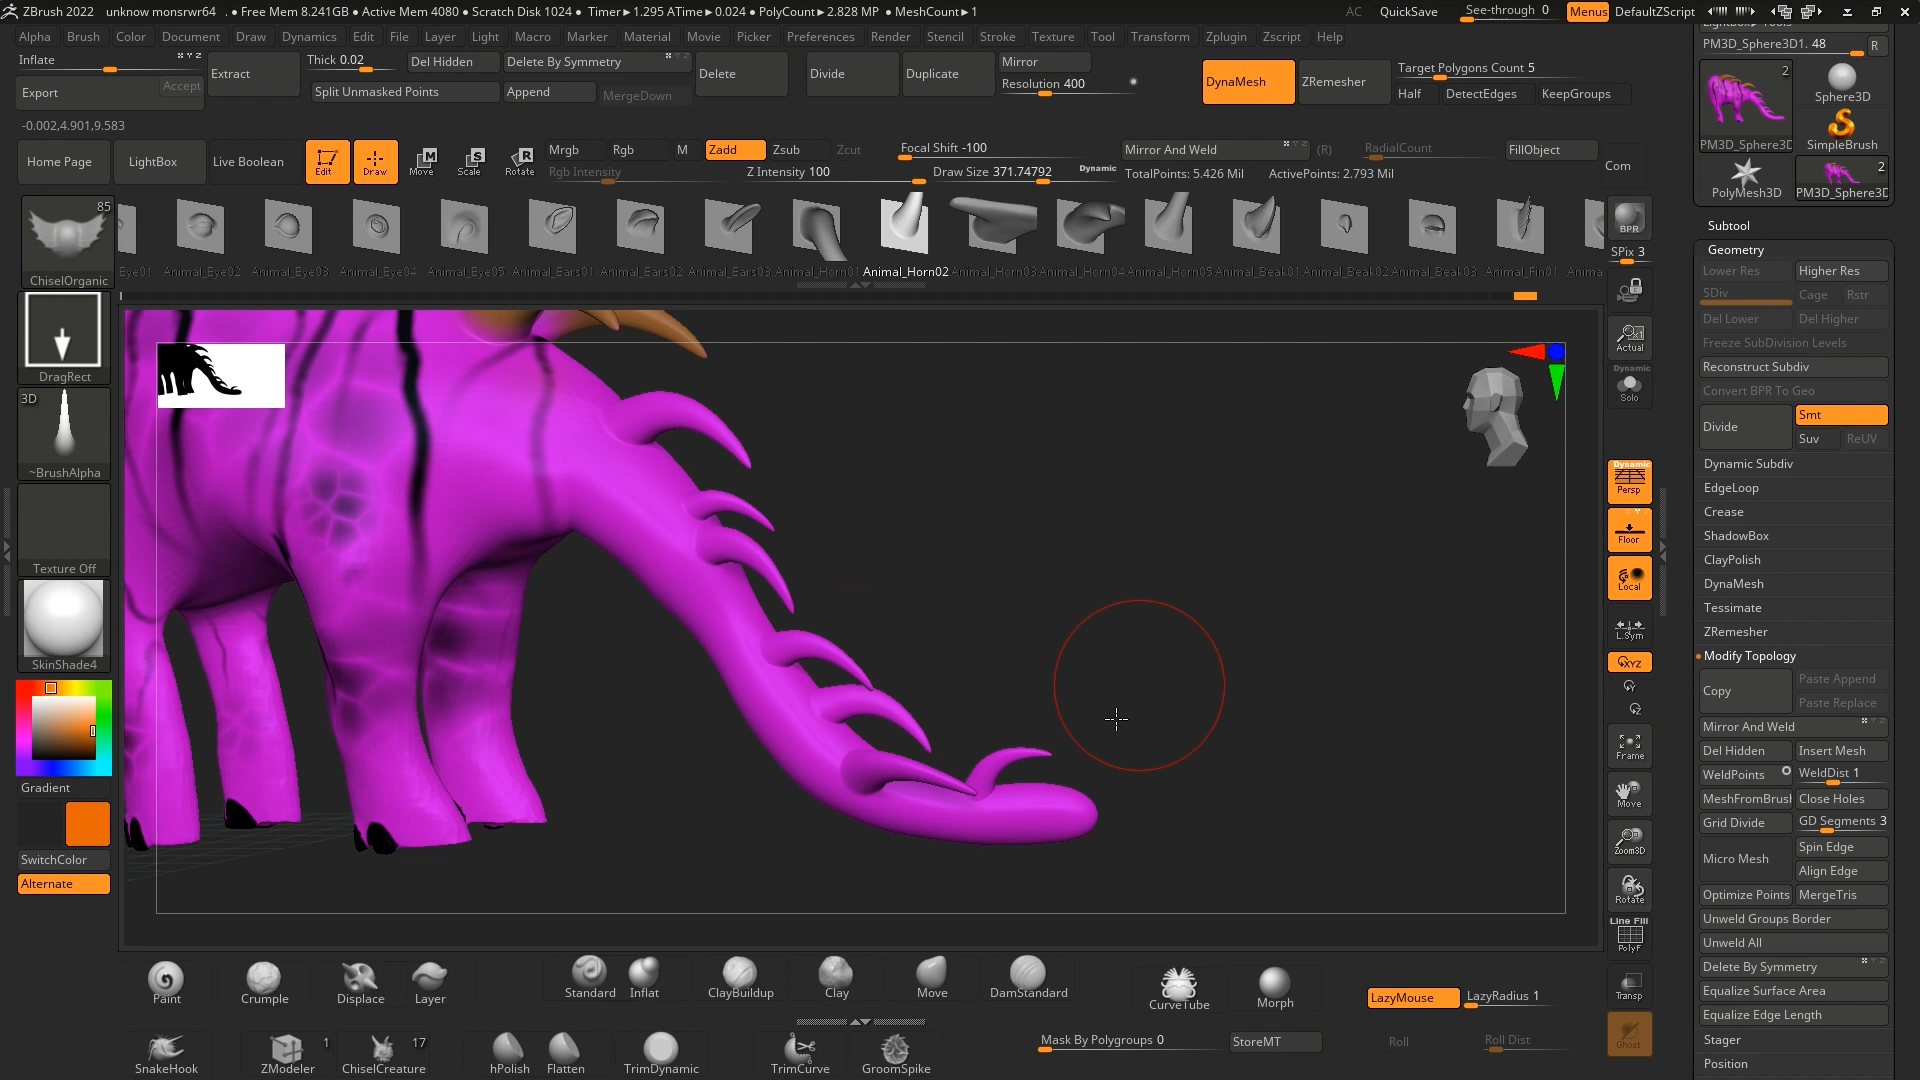 ZBrush 2022 unknow monsrwr64 . ● Free Mem 8.241GB ● Active Mem 4080 ● Scratch Disk 1024 ● Timer►1.295 ATime►0.024 ● PolyCount►2.828 MP ● MeshCount►1 AC QuickSave See-through 0 Menus DefaultZScript
Alpha Brush Color Document Draw Dynamics Edit File Layer Light Macro Marker Material Movie Picker Preferences Render Stencil Stroke Texture Tool Transform Zplugin Zscript Help
Inflate Thick 0.02 Del Hidden Delete By Symmetry Mirror
Extract Delete Divide Duplicate DynaMesh ZRemesher Target Polygons Count 5
Export Accept Split Unmasked Points Append MergeDown Resolution 400 Half DetectEdges KeepGroups
-0.002,4.901,9.583
Home Page LightBox Live Boolean Edit Draw Move Scale Rotate
Mrgb Rgb M Zadd Zsub Zcut Focal Shift -100 Mirror And Weld (R) RadialCount FillObject Com
Rgb Intensity Z Intensity 100 Draw Size 371.74792 Dynamic TotalPoints: 5.426 Mil ActivePoints: 2.793 Mil
85
ChiselOrganic
Eye01 Animal_Eye02 Animal_Eye03 Animal_Eye04 Animal_Eye05 Animal_Ears01 Animal_Ears02 Animal_Ears03 Animal_Horn01 Animal_Horn02 Animal_Horn03 Animal_Horn04 Animal_Horn05 Animal_Beak01 Animal_Beak02 Animal_Beak03 Animal_Fin01 Anima
DragRect
3D
~BrushAlpha
Texture Off
SkinShade4
Gradient
SwitchColor
Alternate
BPR
SPix 3
Actual
Dynamic
Solo
Dynamic
Persp
Floor
Local
L.Sym
XYZ
Y
Z
Frame
Move
Zoom3D
Rotate
Line Fill
PolyF
Transp
Ghost
PM3D_Sphere3D1. 48 R
2
Sphere3D
PM3D_Sphere3D SimpleBrush
2
PolyMesh3D PM3D_Sphere3D
Subtool
Geometry
Lower Res Higher Res
SDiv Cage Rstr
Del Lower Del Higher
Freeze SubDivision Levels
Reconstruct Subdiv
Convert BPR To Geo
Divide Smt
Suv ReUV
Dynamic Subdiv
EdgeLoop
Crease
ShadowBox
ClayPolish
DynaMesh
Tessimate
ZRemesher
Modify Topology
Copy Paste Append
Paste Replace
Mirror And Weld
Del Hidden Insert Mesh
WeldPoints WeldDist 1
MeshFromBrush Close Holes
Grid Divide GD Segments 3
Micro Mesh Spin Edge
Align Edge
Optimize Points MergeTris
Unweld Groups Border
Unweld All
Delete By Symmetry
Equalize Surface Area
Equalize Edge Length
Stager
Position
Paint Crumple Displace Layer Standard Inflat ClayBuildup Clay Move DamStandard CurveTube Morph LazyMouse LazyRadius 1
SnakeHook ZModeler 1 ChiselCreature 17 hPolish Flatten TrimDynamic TrimCurve GroomSpike Mask By Polygroups 0 StoreMT Roll Roll Dist